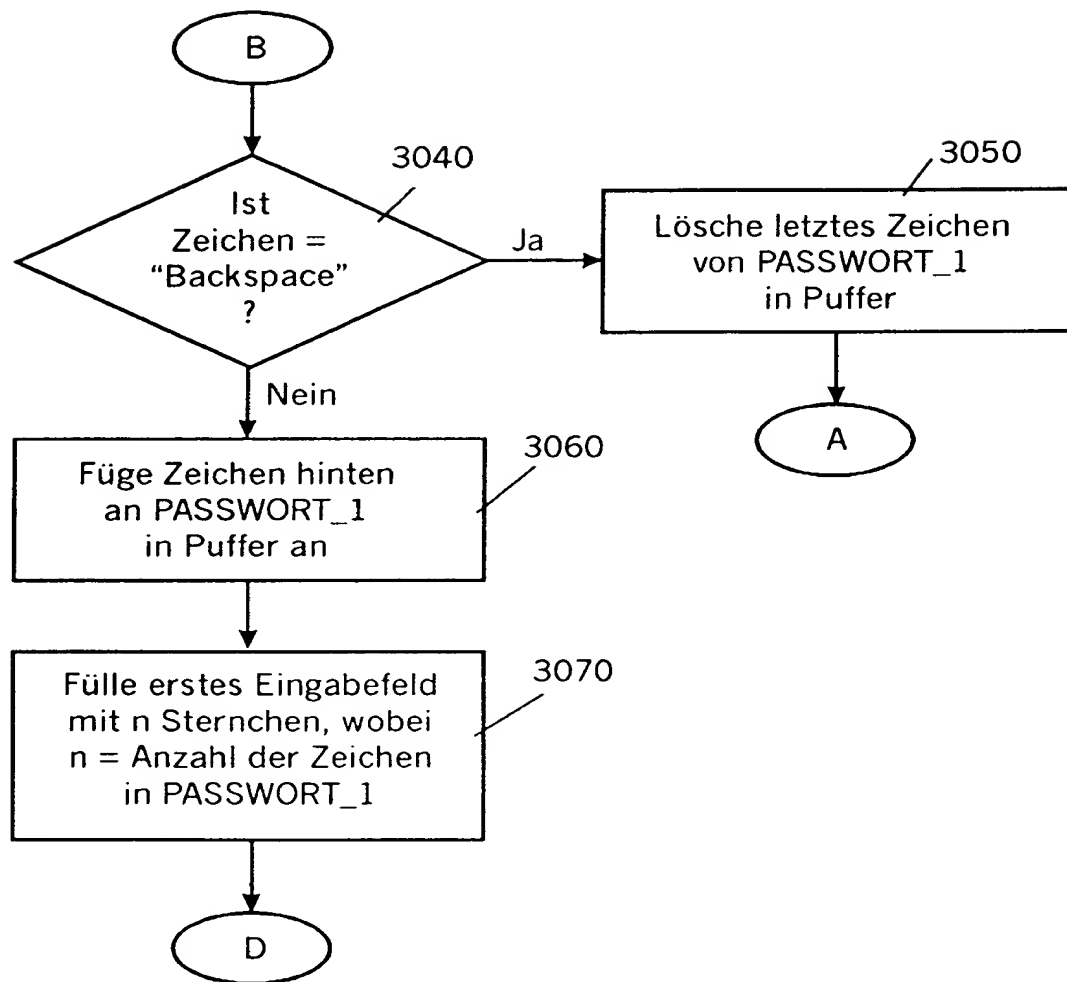 B
3040
Ist
Zeichen =
“Backspace”
?
Ja
3050
Lösche letztes Zeichen
von PASSWORT_1
in Puffer
A
Nein
3060
Füge Zeichen hinten
an PASSWORT_1
in Puffer an
3070
Fülle erstes Eingabefeld
mit n Sternchen, wobei
n = Anzahl der Zeichen
in PASSWORT_1
D